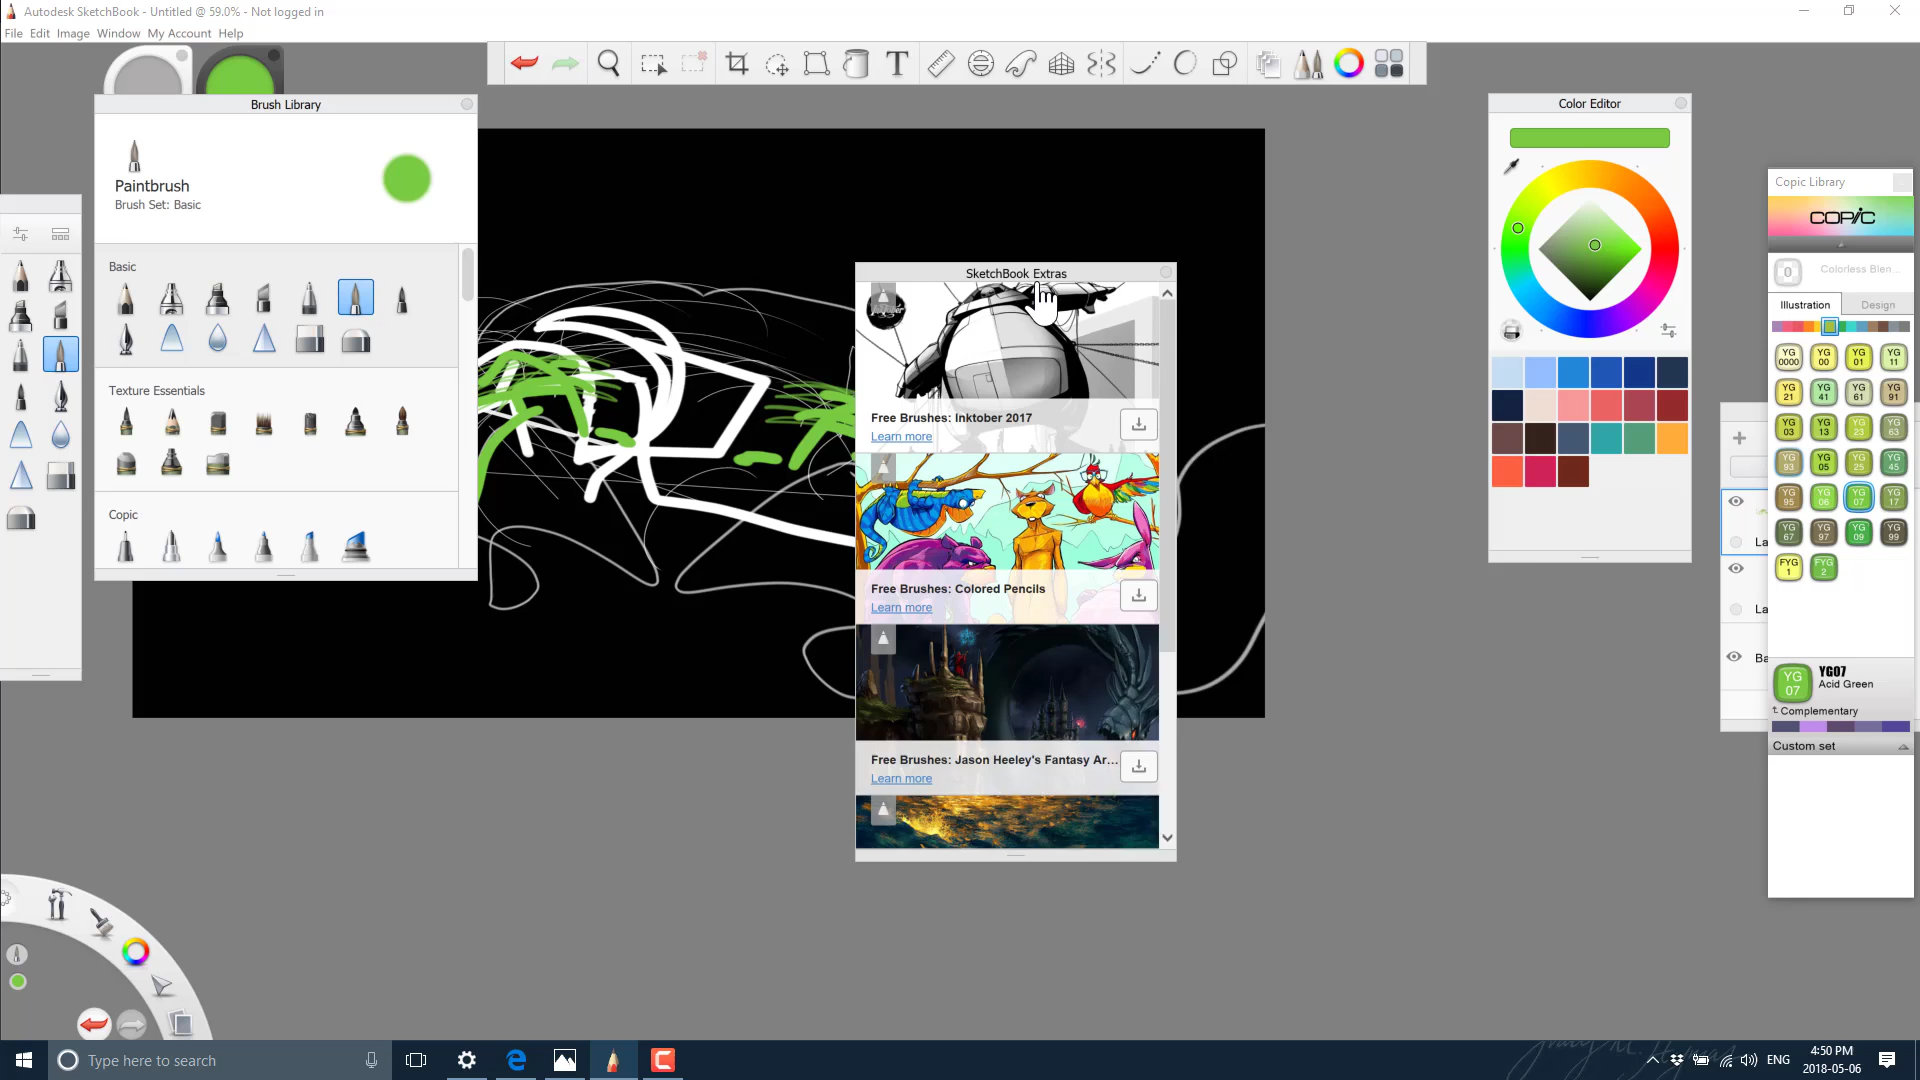 Autodesk SketchBook - Untitled @ 59.0% - Not logged in
File Edit Image Window My Account Help
T
Brush Library
Paintbrush
Brush Set: Basic
Basic
Texture Essentials
Copic
SketchBook Extras
Free Brushes: Inktober 2017
Learn more
Free Brushes: Colored Pencils
Learn more
Free Brushes: Jason Heeley's Fantasy Ar...
Learn more
Color Editor
La
La
Ba
Copic Library
COPIC
0 Colorless Blen...
Illustration Design
YG 0000 YG 00 YG 01 YG 11
YG 21 YG 41 YG 61 YG 91
YG 03 YG 13 YG 23 YG 63
YG 93 YG 05 YG 25 YG 45
YG 95 YG 06 YG 07 YG 17
YG 67 YG 97 YG 09 YG 99
FYG 1 FYG 2
YG 07 YG07
Acid Green
Complementary
Custom set
Type here to search
ENG
4:50 PM
2018-05-06